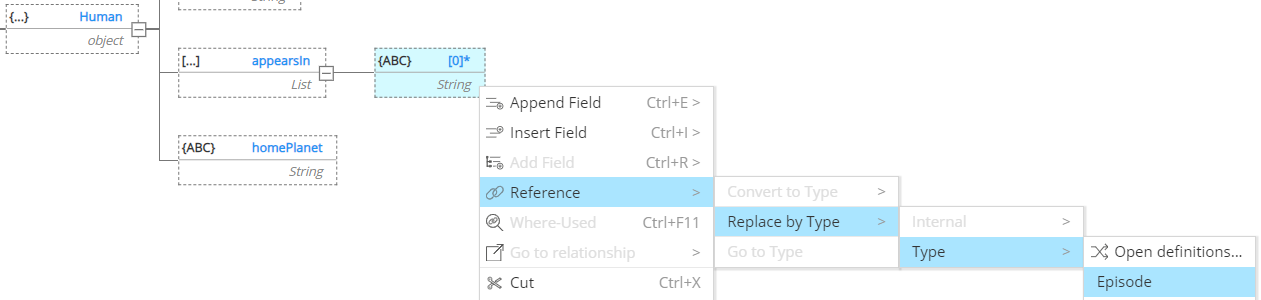 String
{...} Human
object
[...] appearsIn
List
{ABC} [0]*
String
{ABC} homePlanet
String
Append Field Ctrl+E >
Insert Field Ctrl+I >
Add Field Ctrl+R >
Reference >
Where-Used Ctrl+F11
Go to relationship >
Cut Ctrl+X
Convert to Type >
Replace by Type >
Go to Type
Internal >
Type >
Open definitions...
Episode